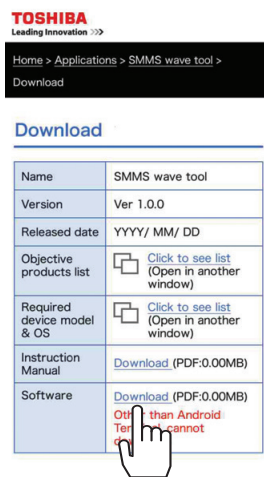 TOSHIBA
Leading Innovation >>>
Home > Applications > SMMS wave tool >
Download
Download
Name SMMS wave tool
Version Ver 1.0.0
Released date YYYY/ MM/ DD
Objective
products list
Click to see list
(Open in another
window)
Required
device model
& OS
Click to see list
(Open in another
window)
Instruction
Manual
Download (PDF:0.00MB)
Software
Download (PDF:0.00MB)
than Android
cannot